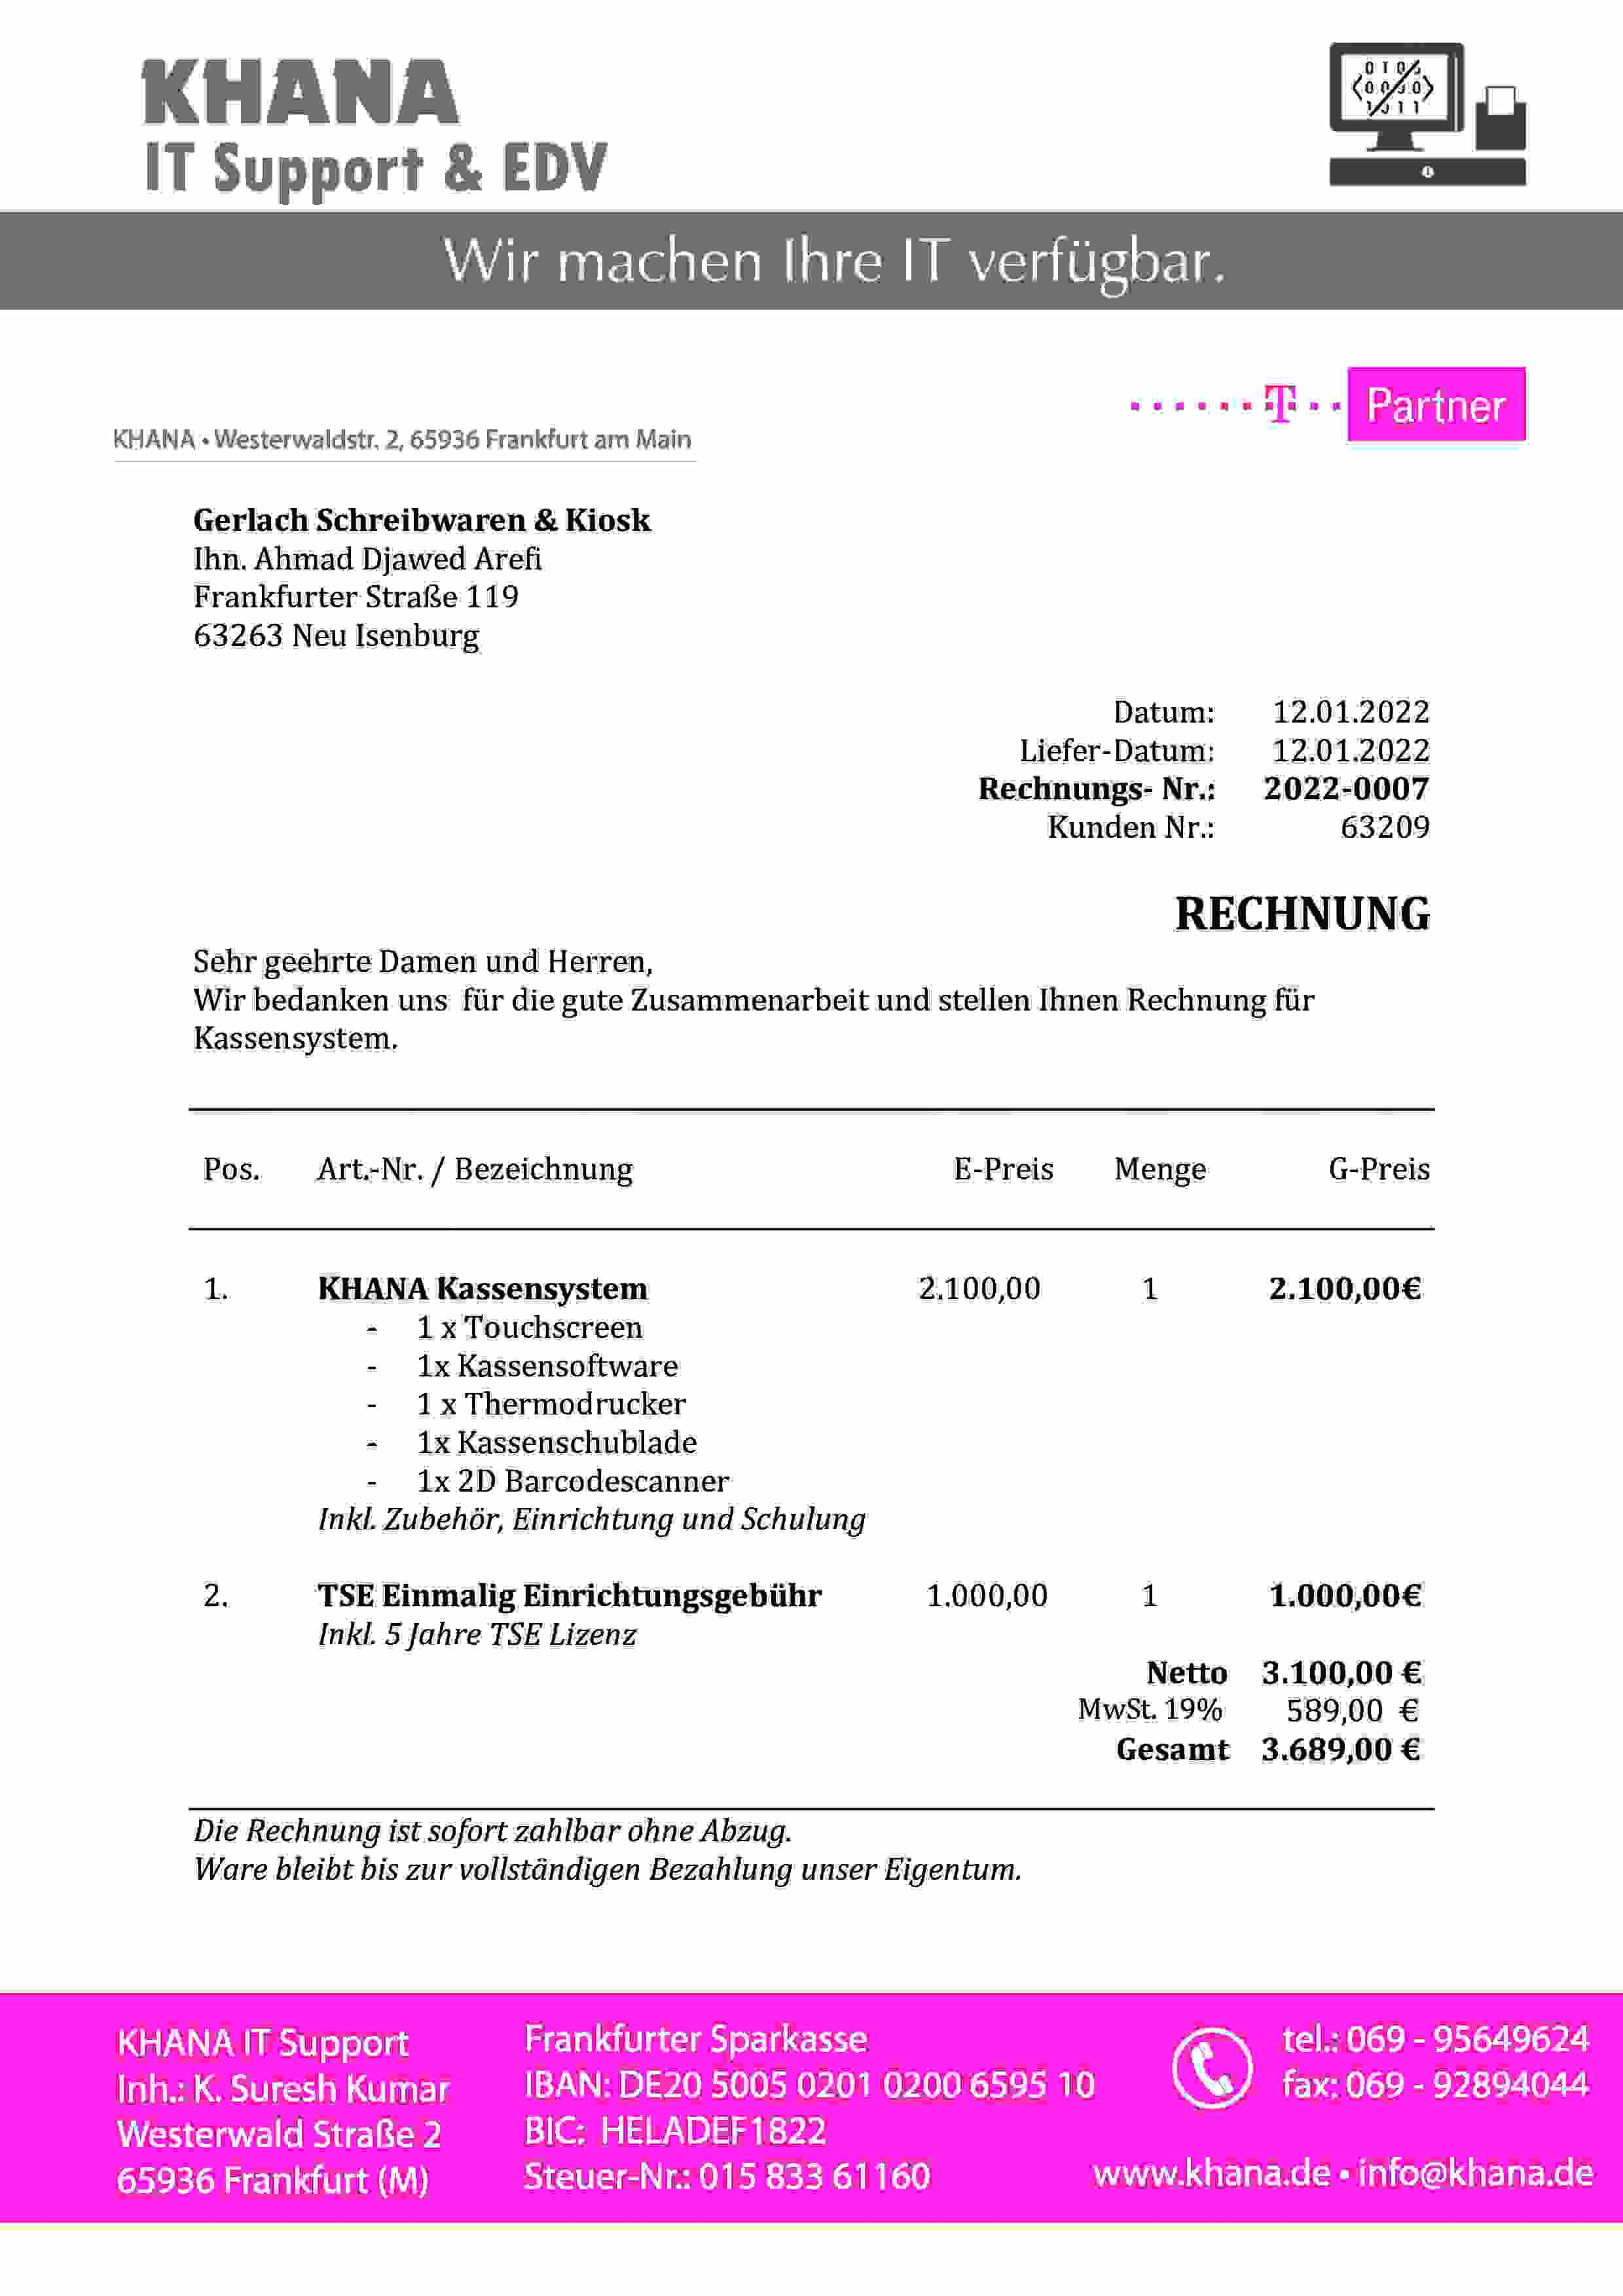 KHANA
IT Support & EDV
Wir machen Ihre IT verfügbar.
T Partner
KHANA • Westerwaldstr. 2, 65936 Frankfurt am Main
Gerlach Schreibwaren & Kiosk
Ihn. Ahmad Djawed Arefi
Frankfurter Straße 119
63263 Neu Isenburg
Datum: 12.01.2022
Liefer-Datum: 12.01.2022
Rechnungs- Nr.: 2022-0007
Kunden Nr.: 63209
RECHNUNG
Sehr geehrte Damen und Herren,
Wir bedanken uns für die gute Zusammenarbeit und stellen Ihnen Rechnung für
Kassensystem.
Pos. Art.-Nr. / Bezeichnung E-Preis Menge G-Preis
1. KHANA Kassensystem 2.100,00 1 2.100,00€
- 1 x Touchscreen
- 1x Kassensoftware
- 1 x Thermodrucker
- 1x Kassenschublade
- 1x 2D Barcodescanner
Inkl. Zubehör, Einrichtung und Schulung
2. TSE Einmalig Einrichtungsgebühr 1.000,00 1 1.000,00€
Inkl. 5 Jahre TSE Lizenz
Netto 3.100,00 €
MwSt. 19% 589,00 €
Gesamt 3.689,00 €
Die Rechnung ist sofort zahlbar ohne Abzug.
Ware bleibt bis zur vollständigen Bezahlung unser Eigentum.
KHANA IT Support
Inh.: K. Suresh Kumar
Westerwald Straße 2
65936 Frankfurt (M)
Frankfurter Sparkasse
IBAN: DE20 5005 0201 0200 6595 10
BIC: HELADEF1822
Steuer-Nr.: 015 833 61160
tel.: 069 - 95649624
fax: 069 - 92894044
www.khana.de • info@khana.de